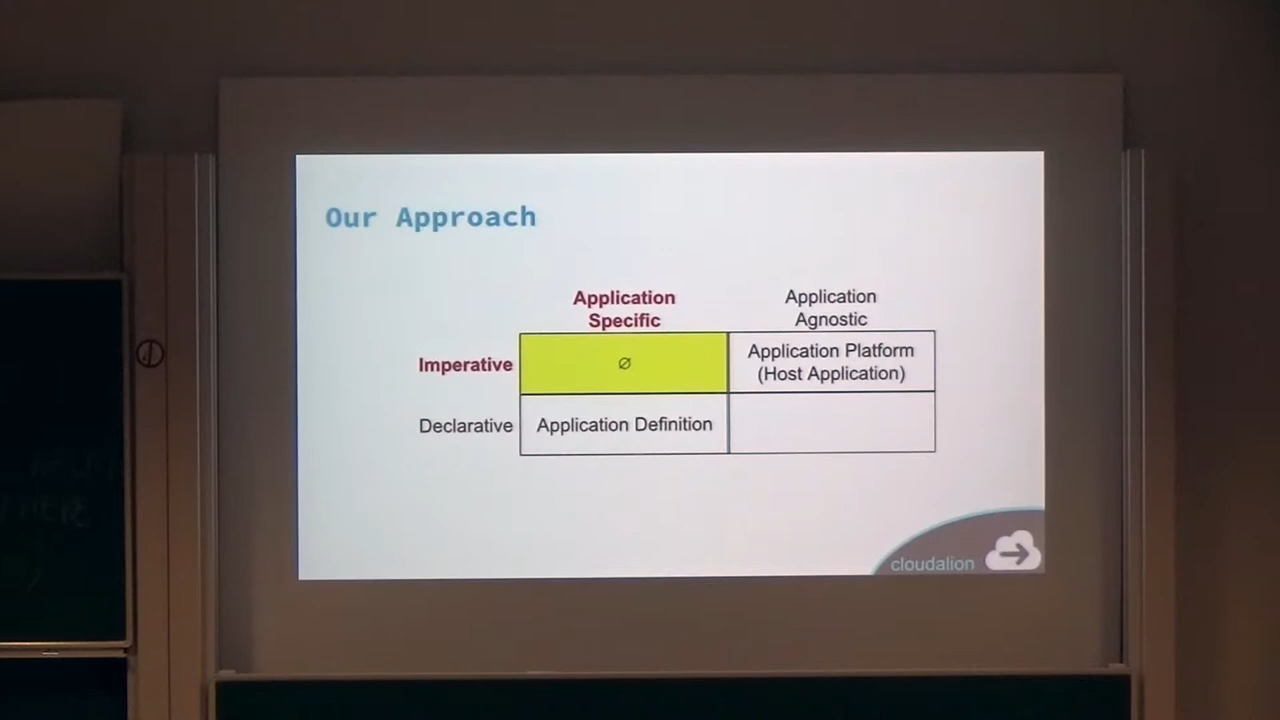 Our Approach
Application
Specific
Application
Agnostic
Imperative
∅
Application Platform
(Host Application)
Declarative
Application Definition
cloudalion